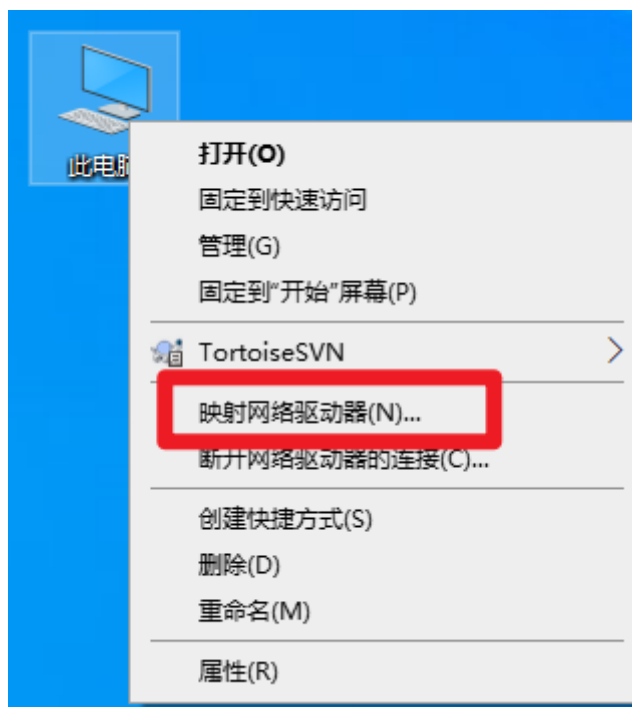 此电脑
打开(O)
固定到快速访问
管理(G)
固定到“开始”屏幕(P)
TortoiseSVN
映射网络驱动器(N)...
断开网络驱动器的连接(C)...
创建快捷方式(S)
删除(D)
重命名(M)
属性(R)